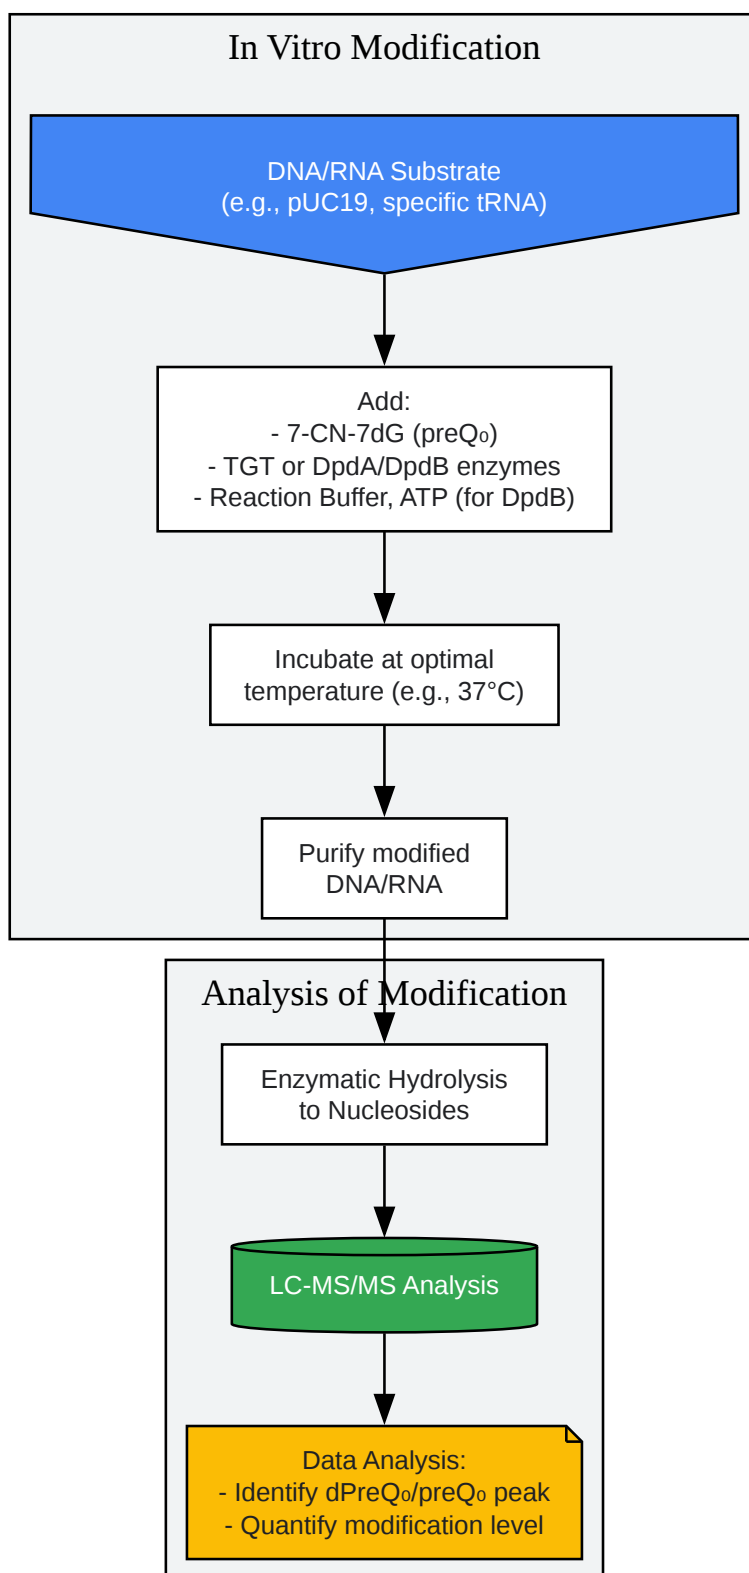 In Vitro Modification
DNA/RNA Substrate
(e.g., pUC19, specific tRNA)
Add:
- 7-CN-7dG (preQ₀)
- TGT or DpdA/DpdB enzymes
- Reaction Buffer, ATP (for DpdB)
Incubate at optimal
temperature (e.g., 37°C)
Purify modified
DNA/RNA
Analysis of Modification
Enzymatic Hydrolysis
to Nucleosides
LC-MS/MS Analysis
Data Analysis:
- Identify dPreQ₀/preQ₀ peak
- Quantify modification level